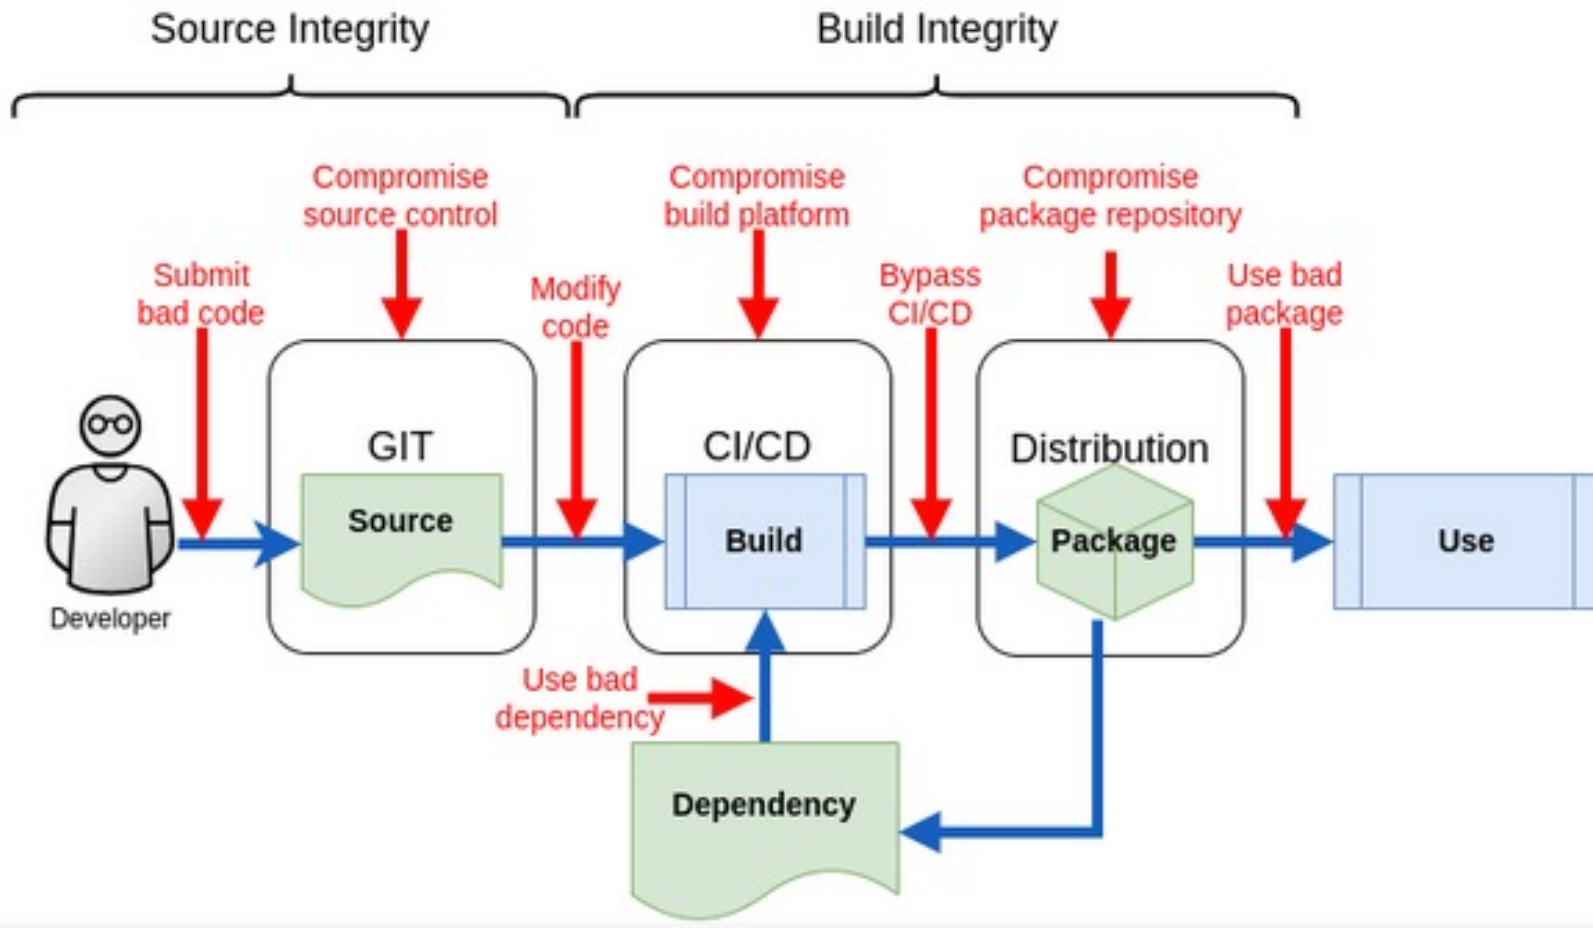 Source Integrity
Build Integrity
Compromise
source control
Compromise
build platform
Compromise
package repository
Submit
bad code
Modify
code
Bypass
CI/CD
Use bad
package
GIT
CI/CD
Distribution
Source
Build
Package
Use
Developer
Use bad
dependency
Dependency